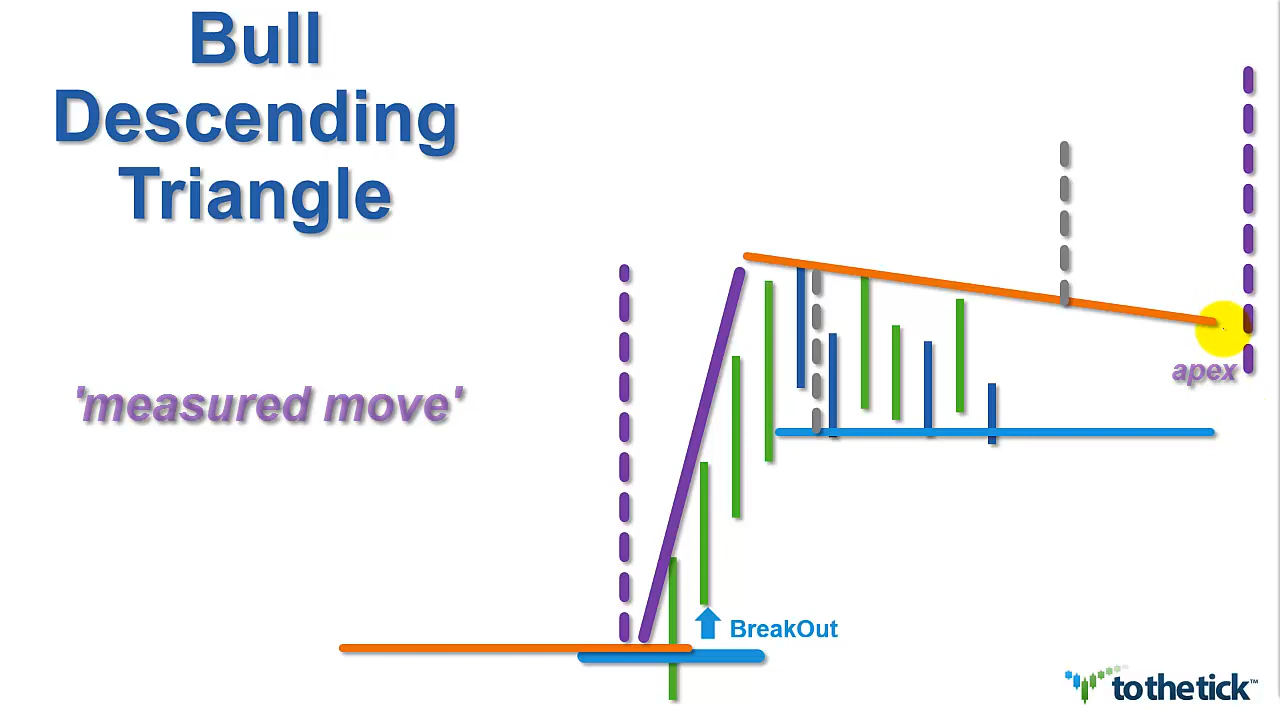 Bull
Descending
Triangle
'measured move'
apex
BreakOut
tothetick™